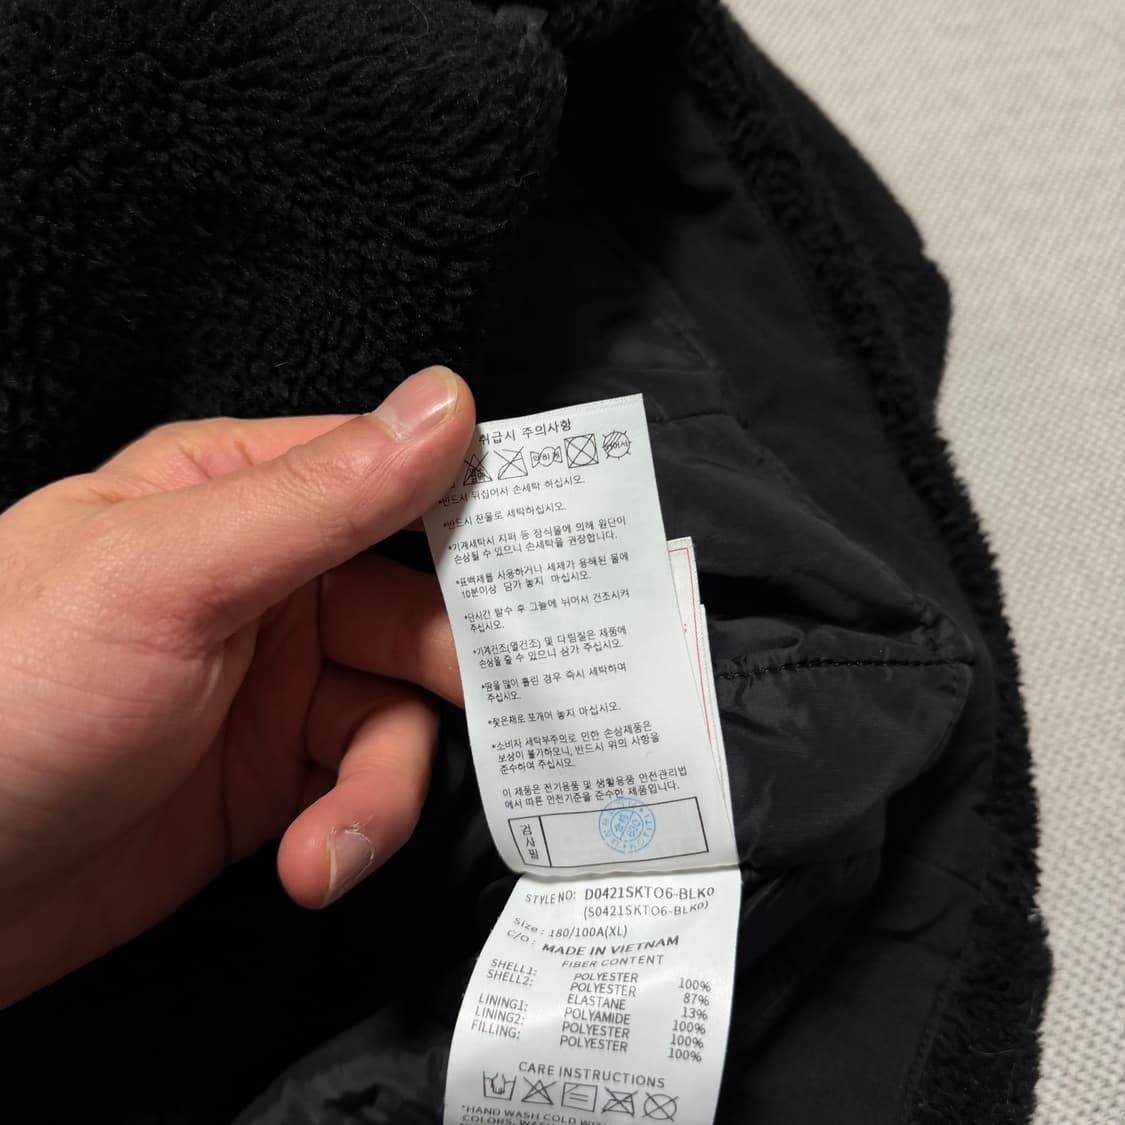 취급시 주의사항
*반드시 뒤집어서 손세탁 하십시오.
*반드시 찬물로 세탁하십시오.
*기계세탁시 지퍼 등 장식물에 의해 원단이
손상될 수 있으니 손세탁을 권장합니다.
*표백제를 사용하거나 세제가 용해된 물에
10분이상 담가 놓지 마십시오.
*단시간 탈수 후 그늘에 뉘어서 건조시켜
주십시오.
*기계건조(열건조) 및 다림질은 제품에
손상을 줄 수 있으니 삼가 주십시오.
*땀을 많이 흘린 경우 즉시 세탁하여
주십시오.
*젖은채로 포개어 놓지 마십시오.
*소비자 세탁부주의로 인한 손상제품은
보상이 불가하오니, 반드시 위의 사항을
준수하여 주십시오.
이 제품은 전기용품 및 생활용품 안전관리법
에서 따른 안전기준을 준수한 제품입니다.
검사필
STYLE NO: D0421SKT06-BLK0
(S0421SKT06-BLK0)
Size : 180/100A(XL)
C/O: MADE IN VIETNAM
FIBER CONTENT
SHELL1: POLYESTER 100%
SHELL2: POLYESTER 87%
ELASTANE 13%
LINING1: POLYAMIDE 100%
LINING2: POLYESTER 100%
FILLING: POLYESTER 100%
CARE INSTRUCTIONS
*HAND WASH COLD WITH
COLORS, WASH